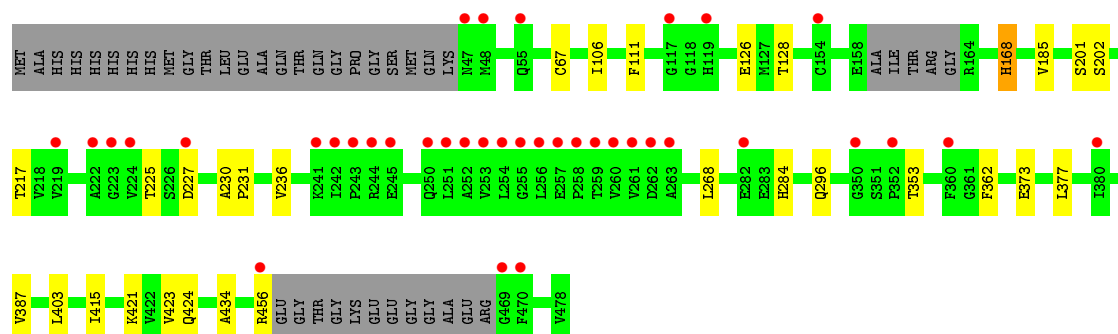 MET ALA HIS HIS HIS HIS HIS HIS MET GLY THR LEU GLU ALA GLN THR GLN GLY PRO GLY SER MET GLN LYS N47 M48 Q55 C67 I106 F111 G117 G118 H119 E126 M127 T128 C154 E158 ALA ILE THR ARG GLY R164 H168 V185 S201 S202
T217 V218 V219 A222 G223 V224 T225 S226 D227 A230 P231 V236 K241 I242 P243 R244 E245 Q250 L251 A252 V253 L254 G255 L256 E257 P258 T259 V260 V261 D262 A263 L268 E282 E283 H284 Q296 G350 S351 P352 T353 F360 G361 F362 E373 L377 I380
V387 L403 I415 K421 V422 V423 Q424 A434 R456 GLU GLY THR GLY LYS GLU GLU GLY GLY ALA GLU ARG G469 F470 V478